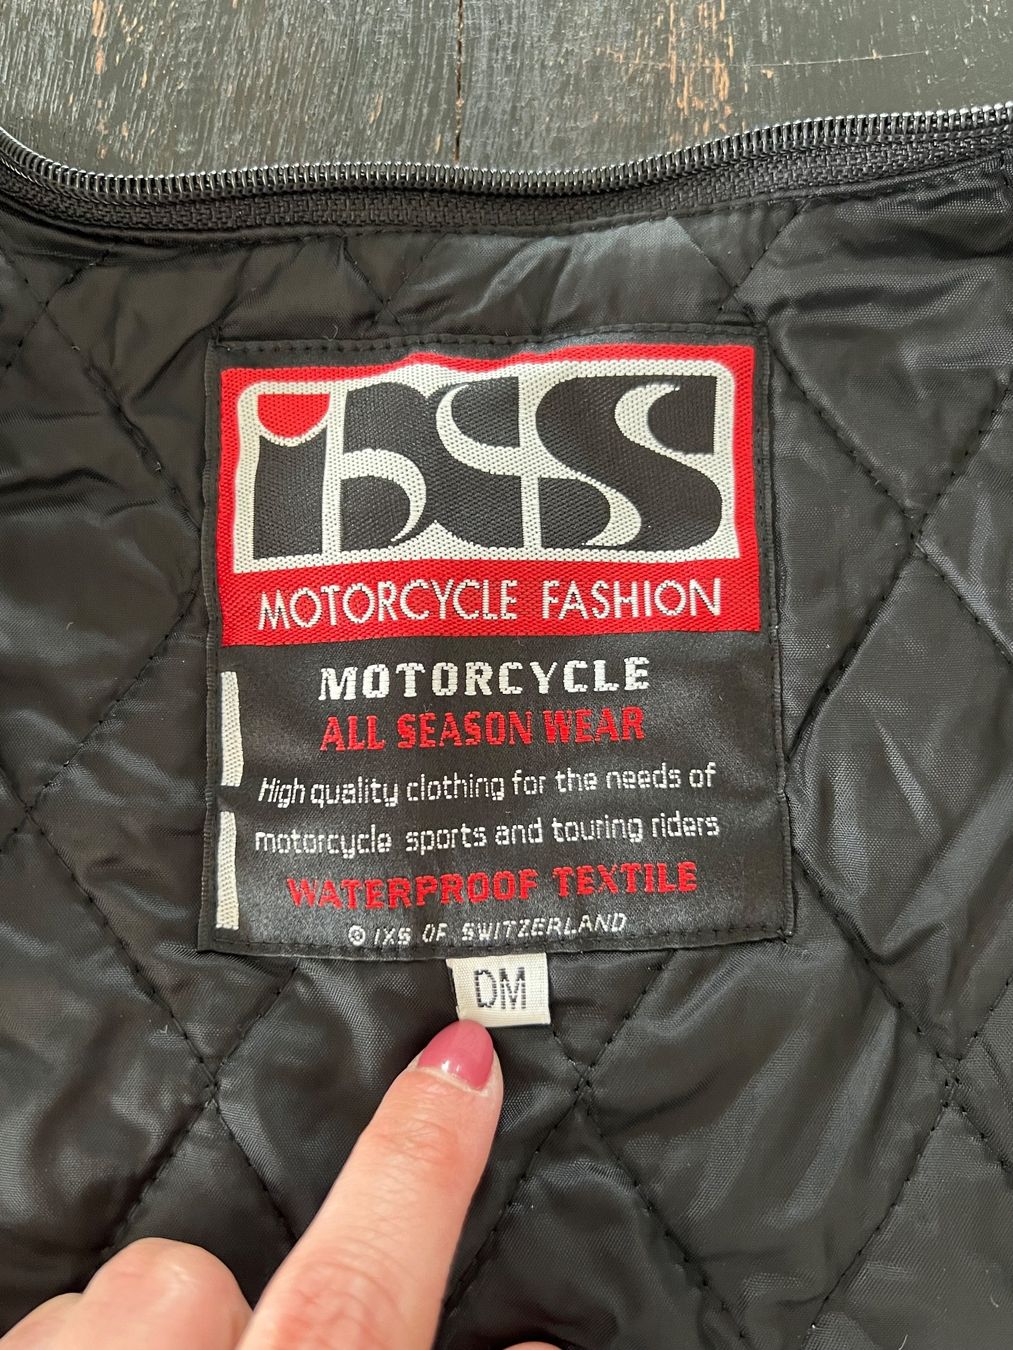 iXS
MOTORCYCLE FASHION
MOTORCYCLE
ALL SEASON WEAR
High quality clothing for the needs of
motorcycle sports and touring riders
WATERPROOF TEXTILE
© IXS OF SWITZERLAND
DM